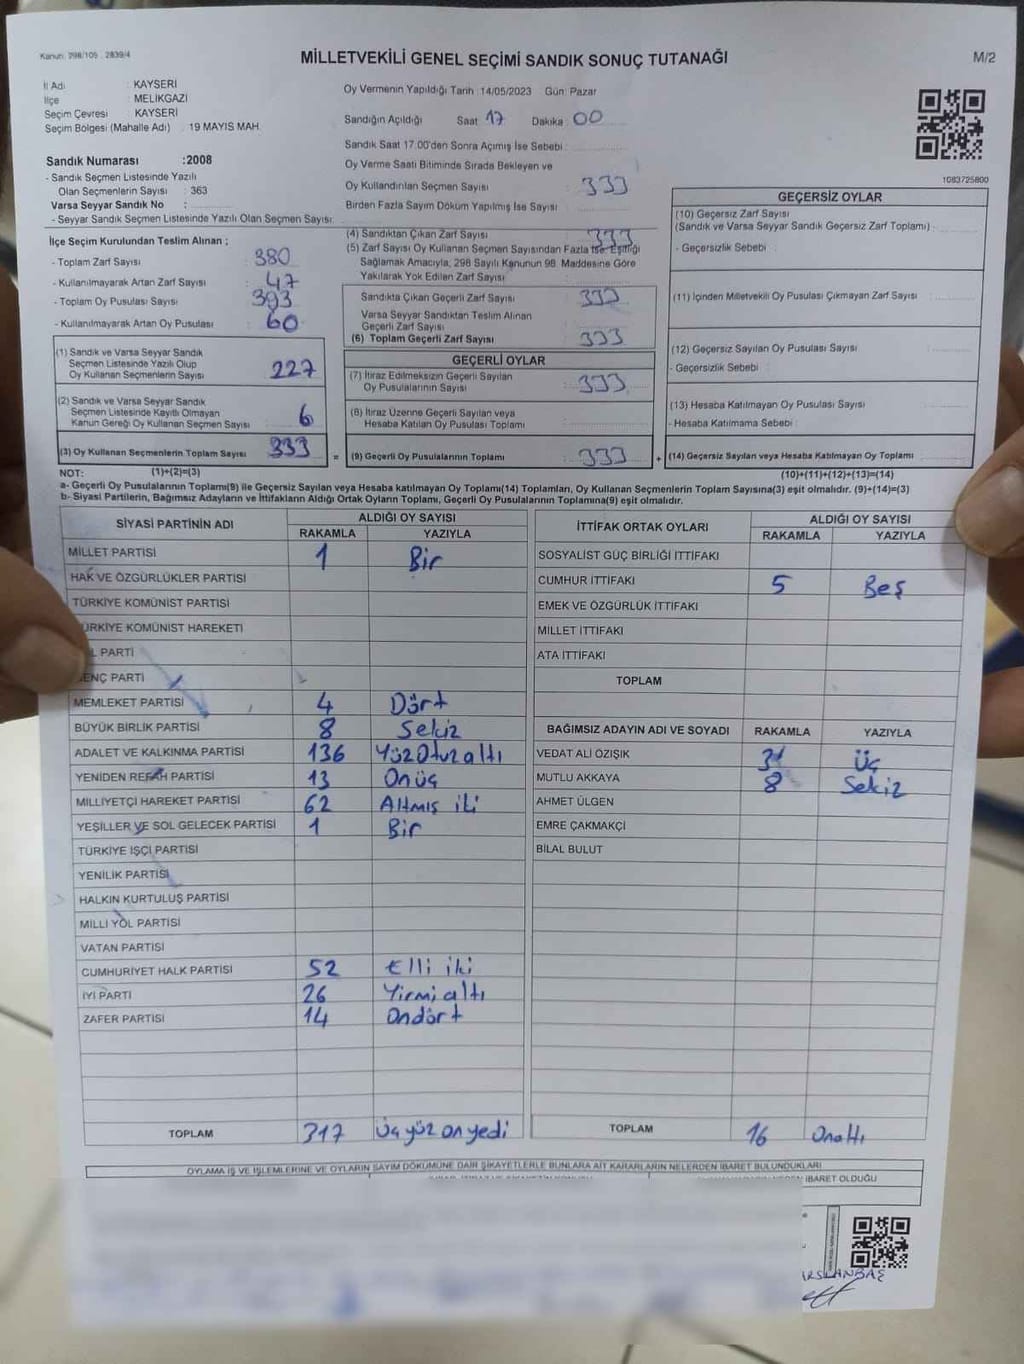 Kanun: 298/105 . 2839/4
MİLLETVEKİLİ GENEL SEÇİMİ SANDIK SONUÇ TUTANAĞI
M/2
İl Adı : KAYSERİ
İlçe : MELİKGAZİ
Seçim Çevresi : KAYSERİ
Seçim Bölgesi (Mahalle Adı) : 19 MAYIS MAH.
Sandık Numarası :2008
- Sandık Seçmen Listesinde Yazılı
Olan Seçmenlerin Sayısı : 363
Varsa Seyyar Sandık No :
- Seyyar Sandık Seçmen Listesinde Yazılı Olan Seçmen Sayısı:
Oy Vermenin Yapıldığı Tarih :14/05/2023 Gün: Pazar
Sandığın Açıldığı Saat 17 Dakika 00
Sandık Saat 17.00'den Sonra Açımış İse Sebebi :
Oy Verme Saati Bitiminde Sırada Bekleyen ve
Oy Kullandırılan Seçmen Sayısı : 333
Birden Fazla Sayım Döküm Yapılmış İse Sayısı :
1083725800
İlçe Seçim Kurulundan Teslim Alınan ;
- Toplam Zarf Sayısı : 380
- Kullanılmayarak Artan Zarf Sayısı : 47
- Toplam Oy Pusulası Sayısı : 393
- Kullanılmayarak Artan Oy Pusulası : 60
(1) Sandık ve Varsa Seyyar Sandık
Seçmen Listesinde Yazılı Olup
Oy Kullanan Seçmenlerin Sayısı : 227
(2) Sandık ve Varsa Seyyar Sandık
Seçmen Listesinde Kayıtlı Olmayan
Kanun Gereği Oy Kullanan Seçmen Sayısı : 6
(3) Oy Kullanan Seçmenlerin Toplam Sayısı : 333
(4) Sandıktan Çıkan Zarf Sayısı : 333
(5) Zarf Sayısı Oy Kullanan Seçmen Sayısından Fazla İse, Eşitliği
Sağlamak Amacıyla, 298 Sayılı Kanunun 98. Maddesine Göre
Yakılarak Yok Edilen Zarf Sayısı :
Sandıkta Çıkan Geçerli Zarf Sayısı : 333
Varsa Seyyar Sandıktan Teslim Alınan
Geçerli Zarf Sayısı :
(6) Toplam Geçerli Zarf Sayısı : 333
GEÇERLİ OYLAR
(7) İtiraz Edilmeksizin Geçerli Sayılan
Oy Pusulalarının Sayısı : 333
(8) İtiraz Üzerine Geçerli Sayılan veya
Hesaba Katılan Oy Pusulası Toplamı :
= (9) Geçerli Oy Pusulalarının Toplamı : 333
GEÇERSİZ OYLAR
(10) Geçersiz Zarf Sayısı
(Sandık ve Varsa Seyyar Sandık Geçersiz Zarf Toplamı) :
- Geçersizlik Sebebi :
(11) İçinden Milletvekili Oy Pusulası Çıkmayan Zarf Sayısı :
(12) Geçersiz Sayılan Oy Pusulası Sayısı :
- Geçersizlik Sebebi :
(13) Hesaba Katılmayan Oy Pusulası Sayısı :
- Hesaba Katılmama Sebebi :
+ (14) Geçersiz Sayılan veya Hesaba Katılmayan Oy Toplamı :
NOT: (1)+(2)=(3) (10)+(11)+(12)+(13)=(14)
a- Geçerli Oy Pusulalarının Toplamı(9) ile Geçersiz Sayılan veya Hesaba katılmayan Oy Toplamı(14) Toplamları, Oy Kullanan Seçmenlerin Toplam Sayısına(3) eşit olmalıdır. (9)+(14)=(3)
b- Siyasi Partilerin, Bağımsız Adayların ve İttifakların Aldığı Ortak Oyların Toplamı, Geçerli Oy Pusulalarının Toplamına(9) eşit olmalıdır.
SİYASİ PARTİNİN ADI ALDIĞI OY SAYISI
RAKAMLA YAZIYLA
MİLLET PARTİSİ 1 Bir
HAK VE ÖZGÜRLÜKLER PARTİSİ
TÜRKİYE KOMÜNİST PARTİSİ
ÜRKİYE KOMÜNİST HAREKETİ
L PARTİ
ENÇ PARTİ
MEMLEKET PARTİSİ 4 Dört
BÜYÜK BİRLİK PARTİSİ 8 Sekiz
ADALET VE KALKINMA PARTİSİ 136 Yüz Otuz altı
YENİDEN REFAH PARTİSİ 13 Onüç
MİLLİYETÇİ HAREKET PARTİSİ 62 Altmış iki
YEŞİLLER VE SOL GELECEK PARTİSİ 1 Bir
TÜRKİYE İŞÇİ PARTİSİ
YENİLİK PARTİSİ
HALKIN KURTULUŞ PARTİSİ
MİLLİ YOL PARTİSİ
VATAN PARTİSİ
CUMHURİYET HALK PARTİSİ 52 Elli iki
İYİ PARTİ 26 Yirmi altı
ZAFER PARTİSİ 14 Ondört
TOPLAM 317 Üçyüz on yedi
İTTİFAK ORTAK OYLARI ALDIĞI OY SAYISI
RAKAMLA YAZIYLA
SOSYALİST GÜÇ BİRLİĞİ İTTİFAKI
CUMHUR İTTİFAKI 5 Beş
EMEK VE ÖZGÜRLÜK İTTİFAKI
MİLLET İTTİFAKI
ATA İTTİFAKI
TOPLAM
BAĞIMSIZ ADAYIN ADI VE SOYADI RAKAMLA YAZIYLA
VEDAT ALİ ÖZIŞIK 3 Üç
MUTLU AKKAYA 8 Sekiz
AHMET ÜLGEN
EMRE ÇAKMAKÇİ
BİLAL BULUT
TOPLAM 16 Onaltı
OYLAMA İŞ VE İŞLEMLERİNE VE OYLARIN SAYIM DÖKÜMÜNE DAİR ŞİKAYETLERLE BUNLARA AİT KARARLARIN NELERDEN İBARET BULUNDUKLARI
İBARET OLDUĞU
ARSLANBAŞ